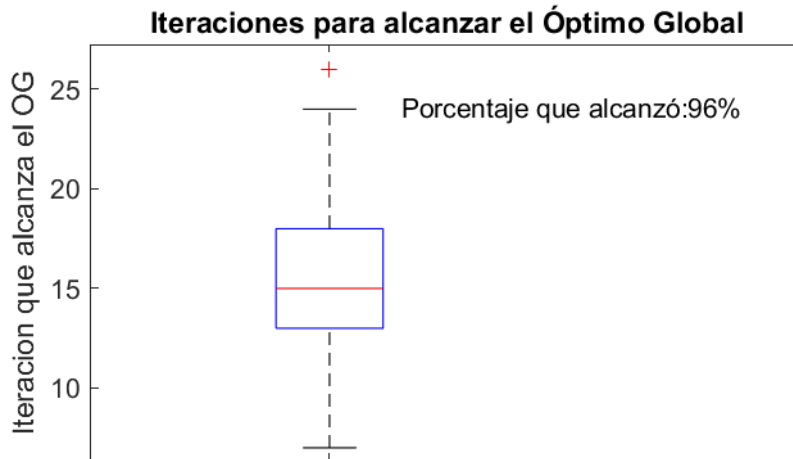 Iteraciones para alcanzar el Óptimo Global
Iteracion que alcanza el OG
25
20
15
10
Porcentaje que alcanzó:96%